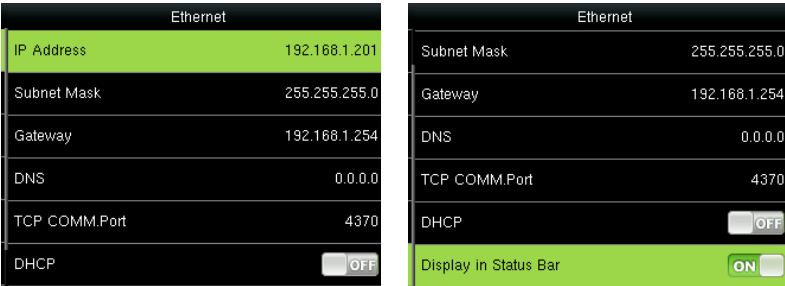 Ethernet
IP Address 192.168.1.201
Subnet Mask 255.255.255.0
Gateway 192.168.1.254
DNS 0.0.0.0
TCP COMM.Port 4370
DHCP OFF
Ethernet
Subnet Mask 255.255.255.0
Gateway 192.168.1.254
DNS 0.0.0.0
TCP COMM.Port 4370
DHCP OFF
Display in Status Bar ON